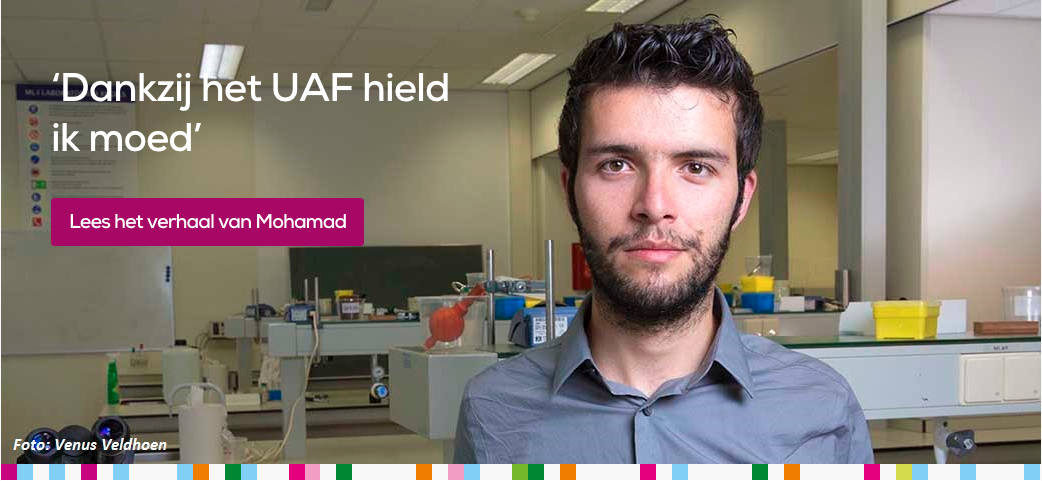 ‘Dankzij het UAF hield
ik moed’
Lees het verhaal van Mohamad
Foto: Venus Veldhoen